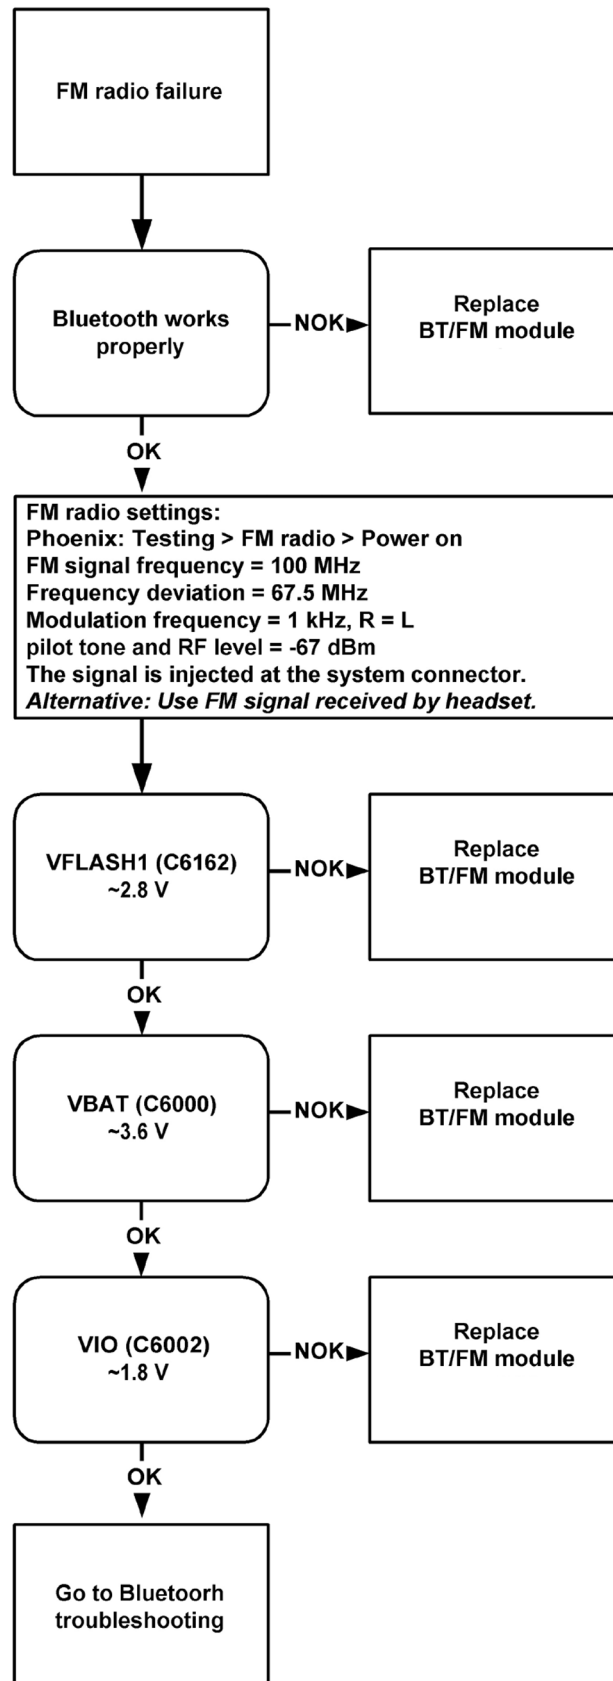 FM radio failure
Bluetooth works
properly
NOK
Replace
BT/FM module
OK
FM radio settings:
Phoenix: Testing > FM radio > Power on
FM signal frequency = 100 MHz
Frequency deviation = 67.5 MHz
Modulation frequency = 1 kHz, R = L
pilot tone and RF level = -67 dBm
The signal is injected at the system connector.
Alternative: Use FM signal received by headset.
VFLASH1 (C6162)
~2.8 V
NOK
Replace
BT/FM module
OK
VBAT (C6000)
~3.6 V
NOK
Replace
BT/FM module
OK
VIO (C6002)
~1.8 V
NOK
Replace
BT/FM module
OK
Go to Bluetoorh
troubleshooting